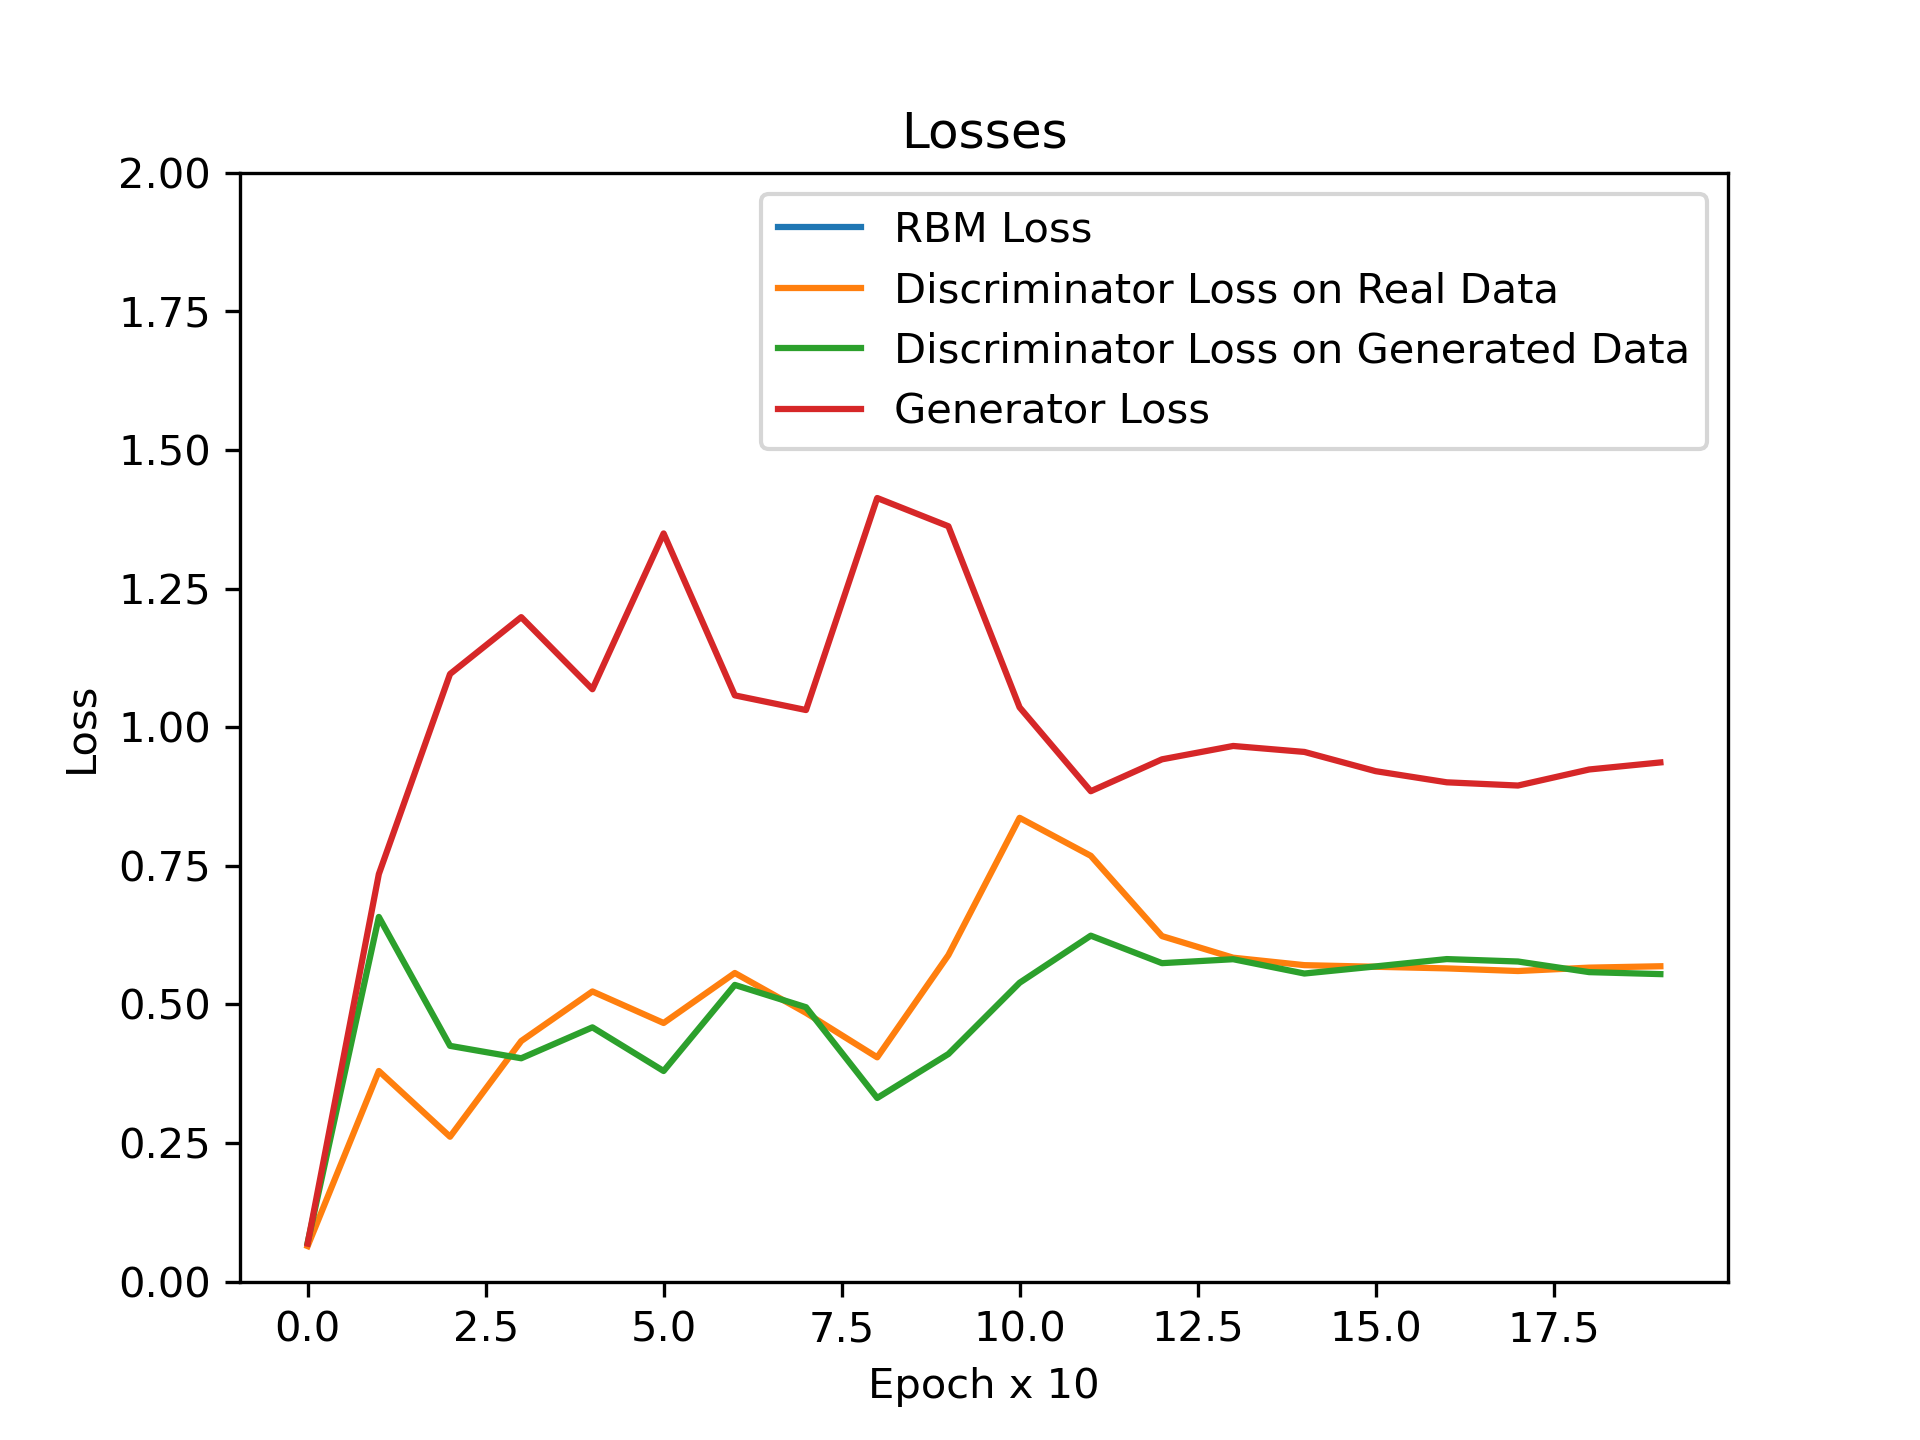 Losses
2.00
1.75
1.50
1.25
1.00
0.75
0.50
0.25
0.00
Loss
RBM Loss
Discriminator Loss on Real Data
Discriminator Loss on Generated Data
Generator Loss
0.0 2.5 5.0 7.5 10.0 12.5 15.0 17.5
Epoch x 10